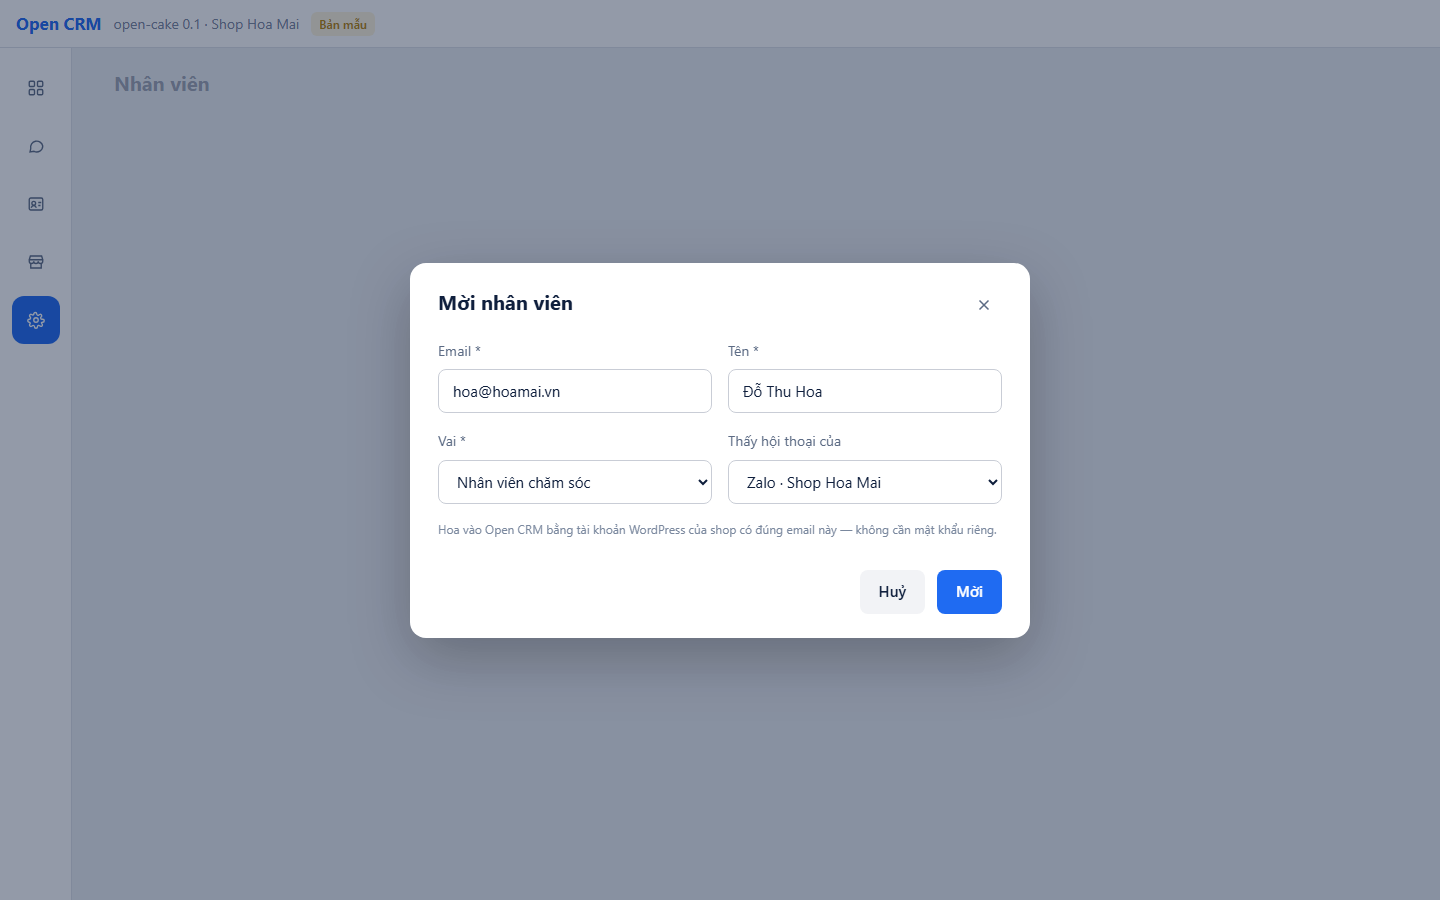 Open CRM open-cake 0.1 · Shop Hoa Mai Bản mẫu
Nhân viên
Mời nhân viên
Email * Tên *
hoa@hoamai.vn Đỗ Thu Hoa
Vai * Thấy hội thoại của
Nhân viên chăm sóc Zalo · Shop Hoa Mai
Hoa vào Open CRM bằng tài khoản WordPress của shop có đúng email này — không cần mật khẩu riêng.
Huỷ Mời